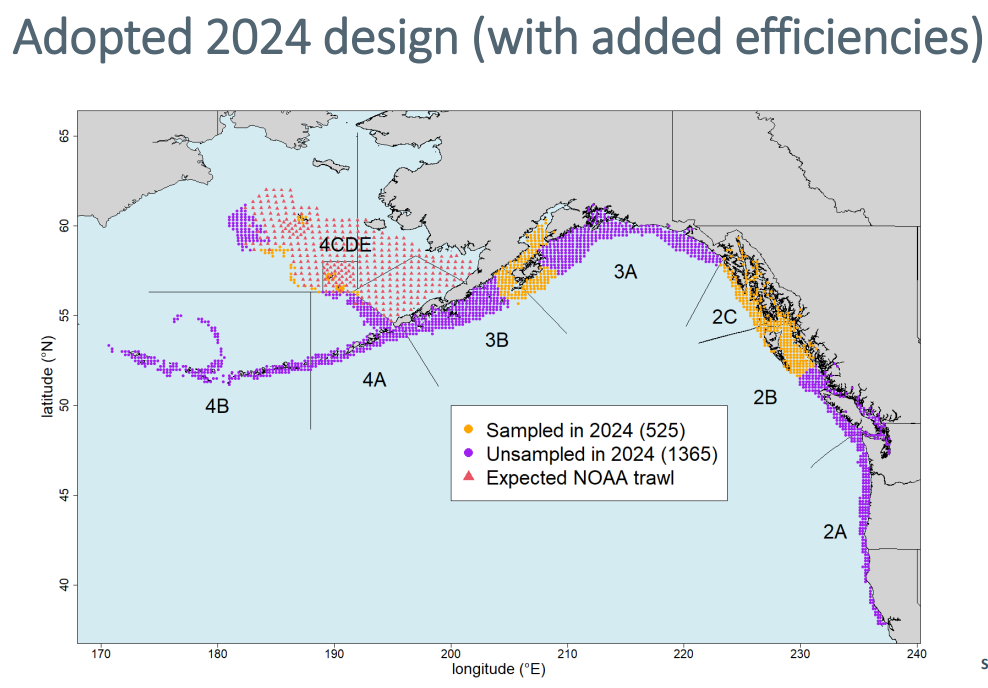 Adopted 2024 design (with added efficiencies)
65
60
55
50
45
40
latitude (°N)
4CDE
3A
2C
3B
4A
2B
4B
2A
Sampled in 2024 (525)
Unsampled in 2024 (1365)
Expected NOAA trawl
170 180 190 200 210 220 230 240
longitude (°E)
S